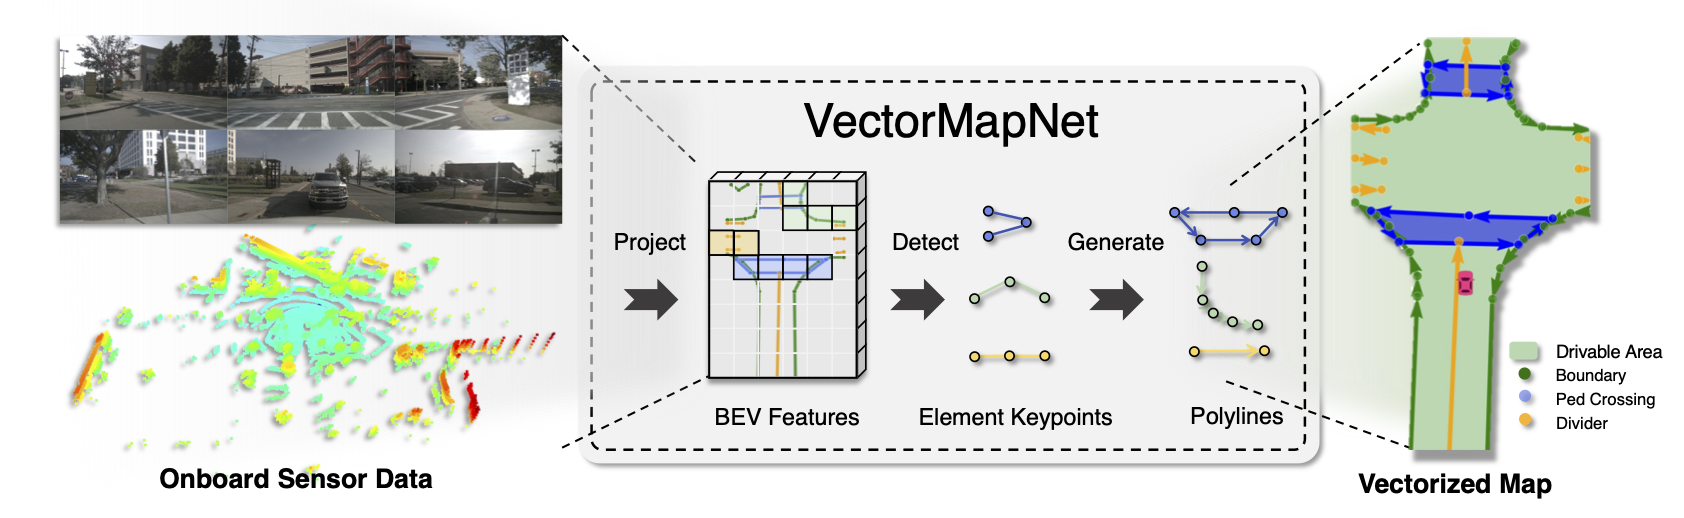 VectorMapNet
Project
Detect
Generate
BEV Features
Element Keypoints
Polylines
Onboard Sensor Data
Drivable Area
Boundary
Ped Crossing
Divider
Vectorized Map